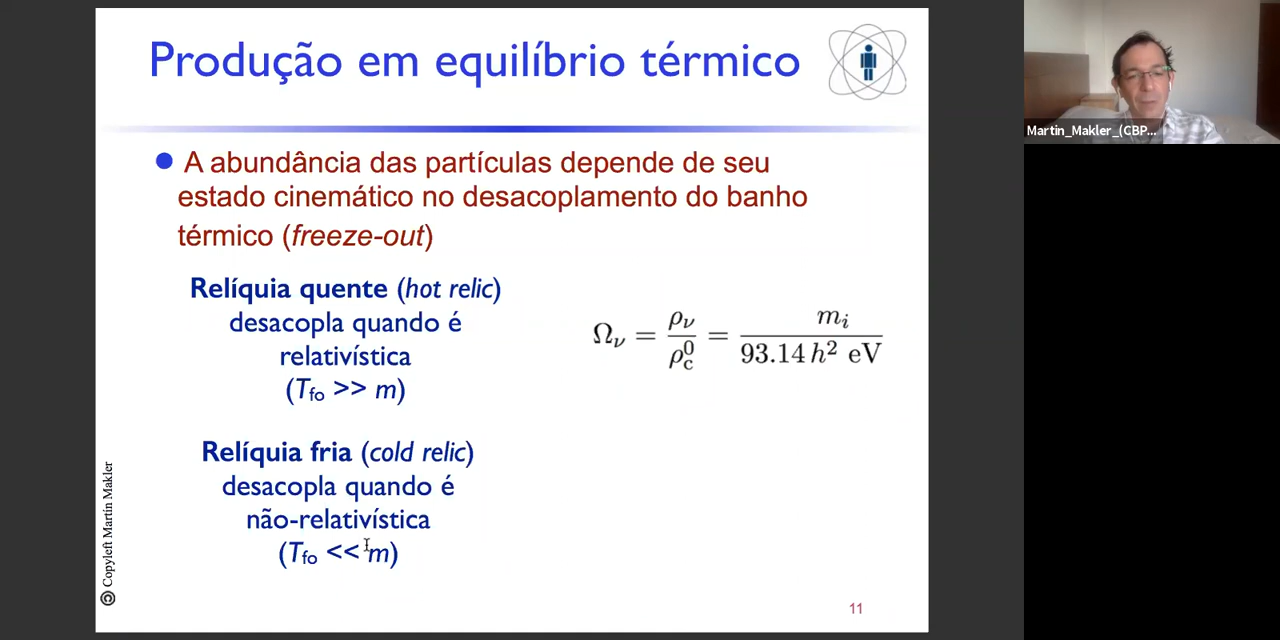 Produção em equilíbrio térmico
A abundância das partículas depende de seu
estado cinemático no desacoplamento do banho
térmico (freeze-out)
Relíquia quente (hot relic)
desacopla quando é
relativística
(Tfo >> m)
Ων = ρν / ρc⁰ = mi / 93.14 h² eV
Relíquia fria (cold relic)
desacopla quando é
não-relativística
(Tfo << m)
© Copyleft Martin Makler
11
Martin_Makler_(CBP...